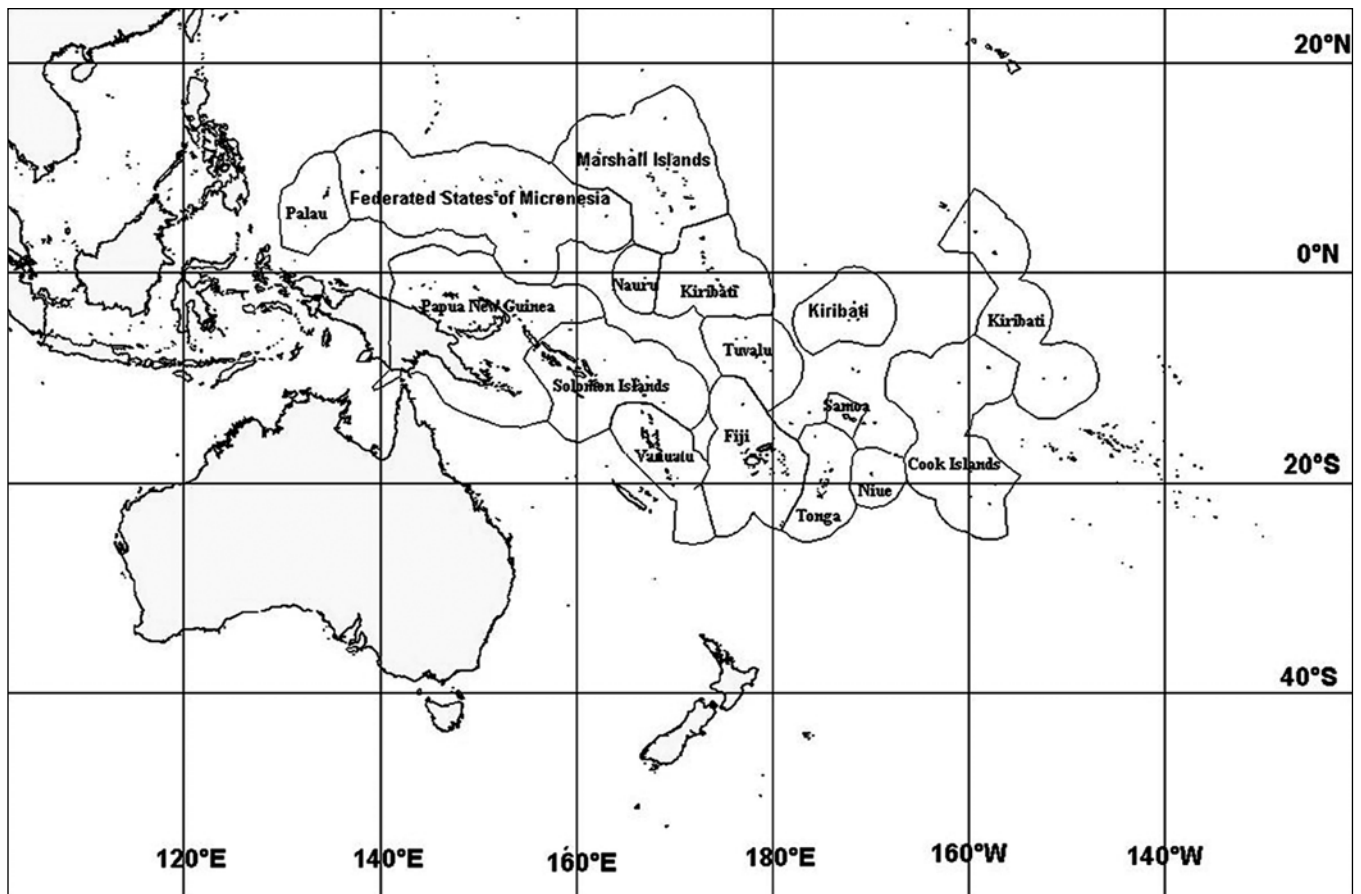 20°N
Marshall Islands
Federated States of Micronesia
Palau
0°N
Nauru
Kiribati
Papua New Guinea
Kiribati
Kiribati
Tuvalu
Solomon Islands
Samoa
Fiji
Vanuatu
Cook Islands
20°S
Niue
Tonga
40°S
120°E
140°E
160°E
180°E
160°W
140°W